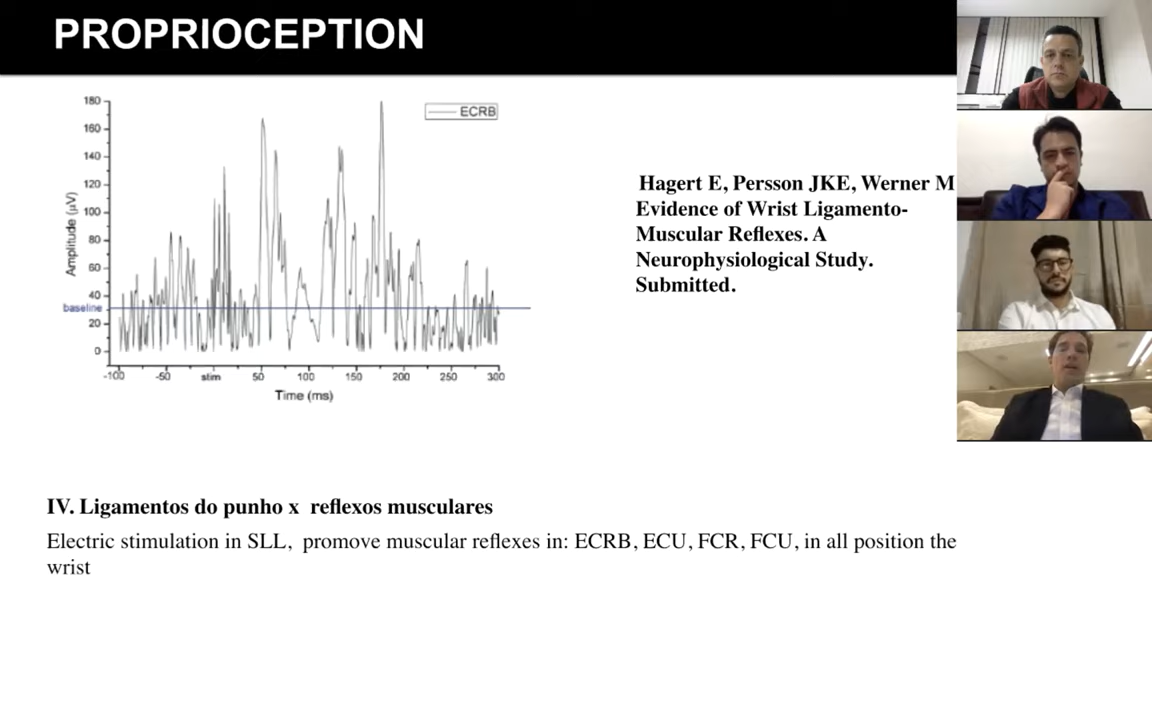 PROPRIOCEPTION
180
ECRB
160
140
120
100
80
60
40
baseline
20
0
Amplitude (µV)
-100 -50 stim 50 100 150 200 250 300
Time (ms)
Hagert E, Persson JKE, Werner M
Evidence of Wrist Ligamento-
Muscular Reflexes. A
Neurophysiological Study.
Submitted.
IV. Ligamentos do punho x reflexos musculares
Electric stimulation in SLL, promove muscular reflexes in: ECRB, ECU, FCR, FCU, in all position the
wrist